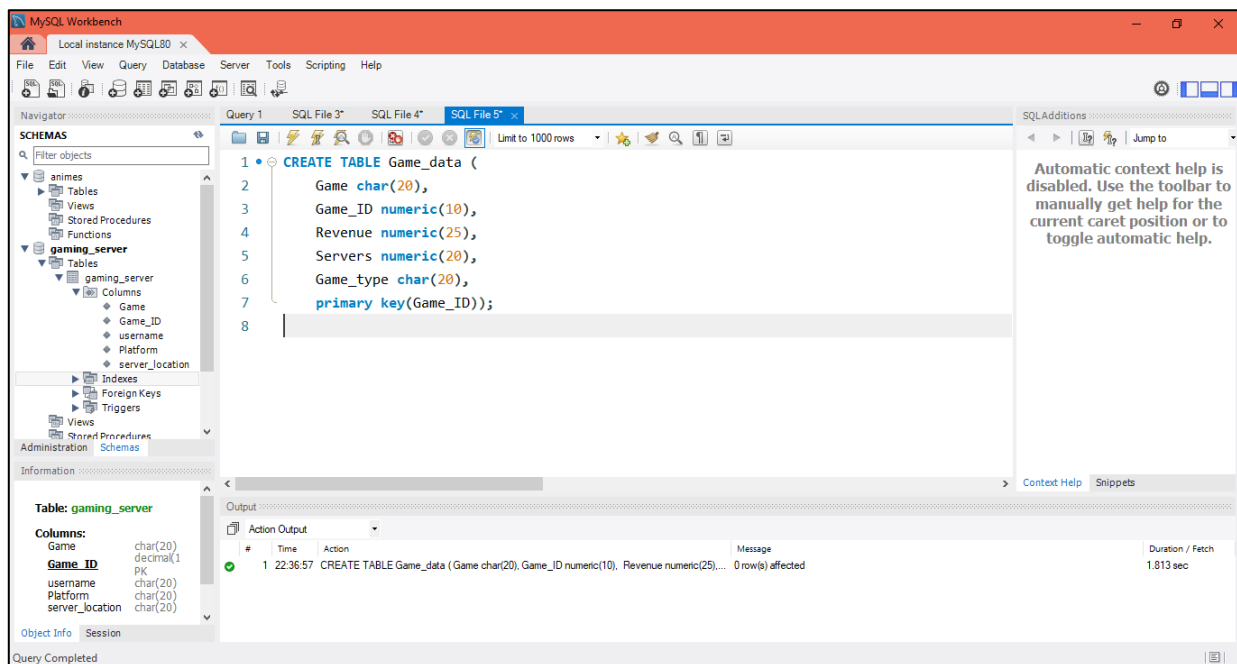 MySQL Workbench
Local instance MySQL80
File Edit View Query Database Server Tools Scripting Help
Navigator
SCHEMAS
Filter objects
animes
Tables
Views
Stored Procedures
Functions
gaming_server
Tables
gaming_server
Columns
Game
Game_ID
username
Platform
server_location
Indexes
Foreign Keys
Triggers
Views
Stored Procedures
Administration Schemas
Information
Table: gaming_server
Columns:
Game char(20)
Game_ID decimal(1
PK
username char(20)
Platform char(20)
server_location char(20)
Object Info Session
Query 1 SQL File 3* SQL File 4* SQL File 5*
Limit to 1000 rows
1 CREATE TABLE Game_data (
2 Game char(20),
3 Game_ID numeric(10),
4 Revenue numeric(25),
5 Servers numeric(20),
6 Game_type char(20),
7 primary key(Game_ID));
8
SQLAdditions
Jump to
Automatic context help is
disabled. Use the toolbar to
manually get help for the
current caret position or to
toggle automatic help.
Context Help Snippets
Output
Action Output
# Time Action Message Duration / Fetch
1 22:36:57 CREATE TABLE Game_data ( Game char(20), Game_ID numeric(10), Revenue numeric(25),... 0 row(s) affected 1.813 sec
Query Completed